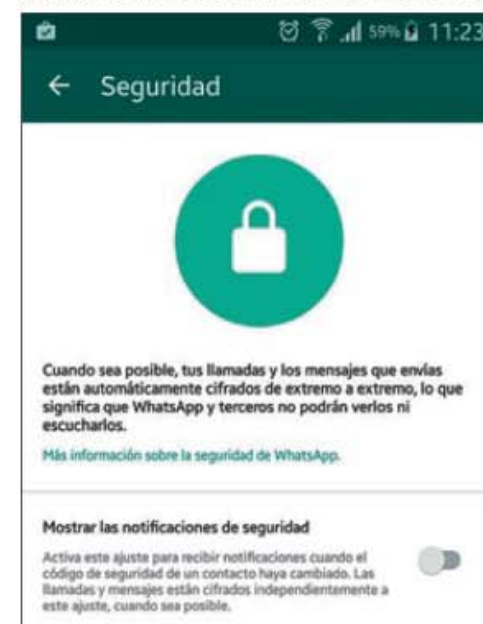 59% 11:23
Seguridad
Cuando sea posible, tus llamadas y los mensajes que envías
están automáticamente cifrados de extremo a extremo, lo que
significa que WhatsApp y terceros no podrán verlos ni
escucharlos.
Más información sobre la seguridad de WhatsApp.
Mostrar las notificaciones de seguridad
Activa este ajuste para recibir notificaciones cuando el
código de seguridad de un contacto haya cambiado. Las
llamadas y mensajes están cifrados independientemente a
este ajuste, cuando sea posible.